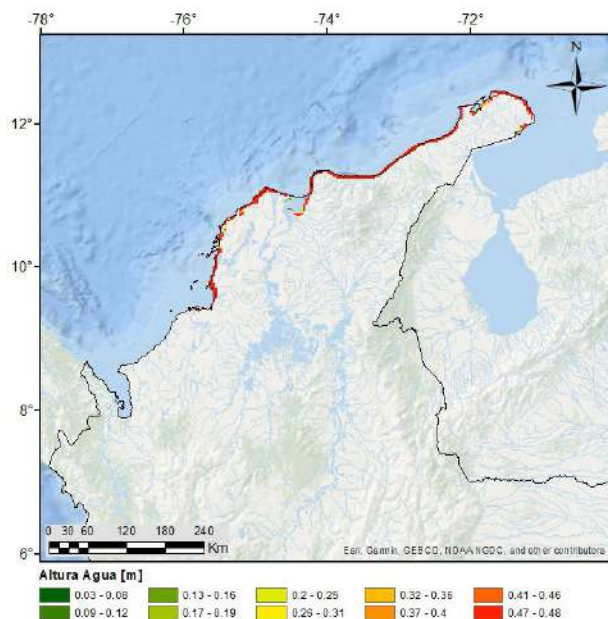 -78° -76° -74° -72°
N
12°
10°
8°
6°
0 30 60 120 180 240
Km
Esri, Garmin, GEBCO, NOAA NGDC, and other contributors
Altura Agua [m]
0.03 - 0.08 0.13 - 0.16 0.2 - 0.25 0.32 - 0.36 0.41 - 0.46
0.09 - 0.12 0.17 - 0.19 0.26 - 0.31 0.37 - 0.4 0.47 - 0.48